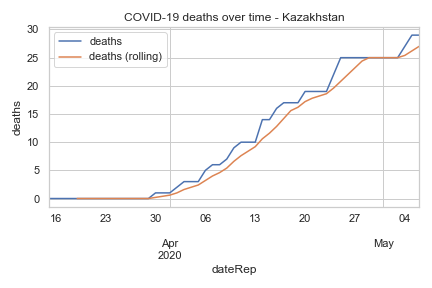 COVID-19 deaths over time - Kazakhstan
deaths
deaths (rolling)
30
25
20
15
10
5
0
deaths
16 23 30 06 13 20 27 04
Apr May
2020
dateRep